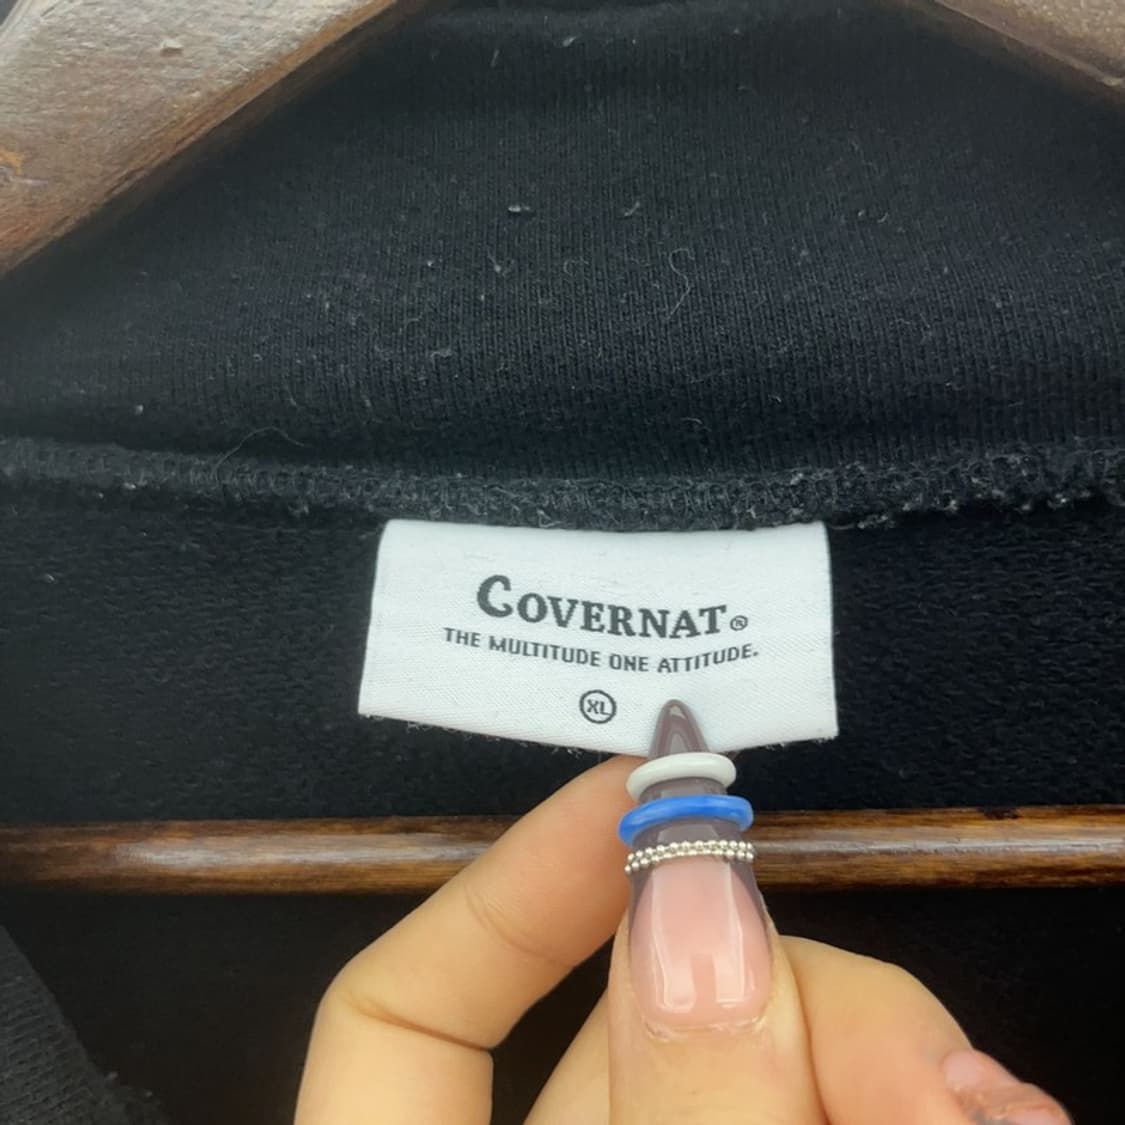 COVERNAT®
THE MULTITUDE ONE ATTITUDE.
XL